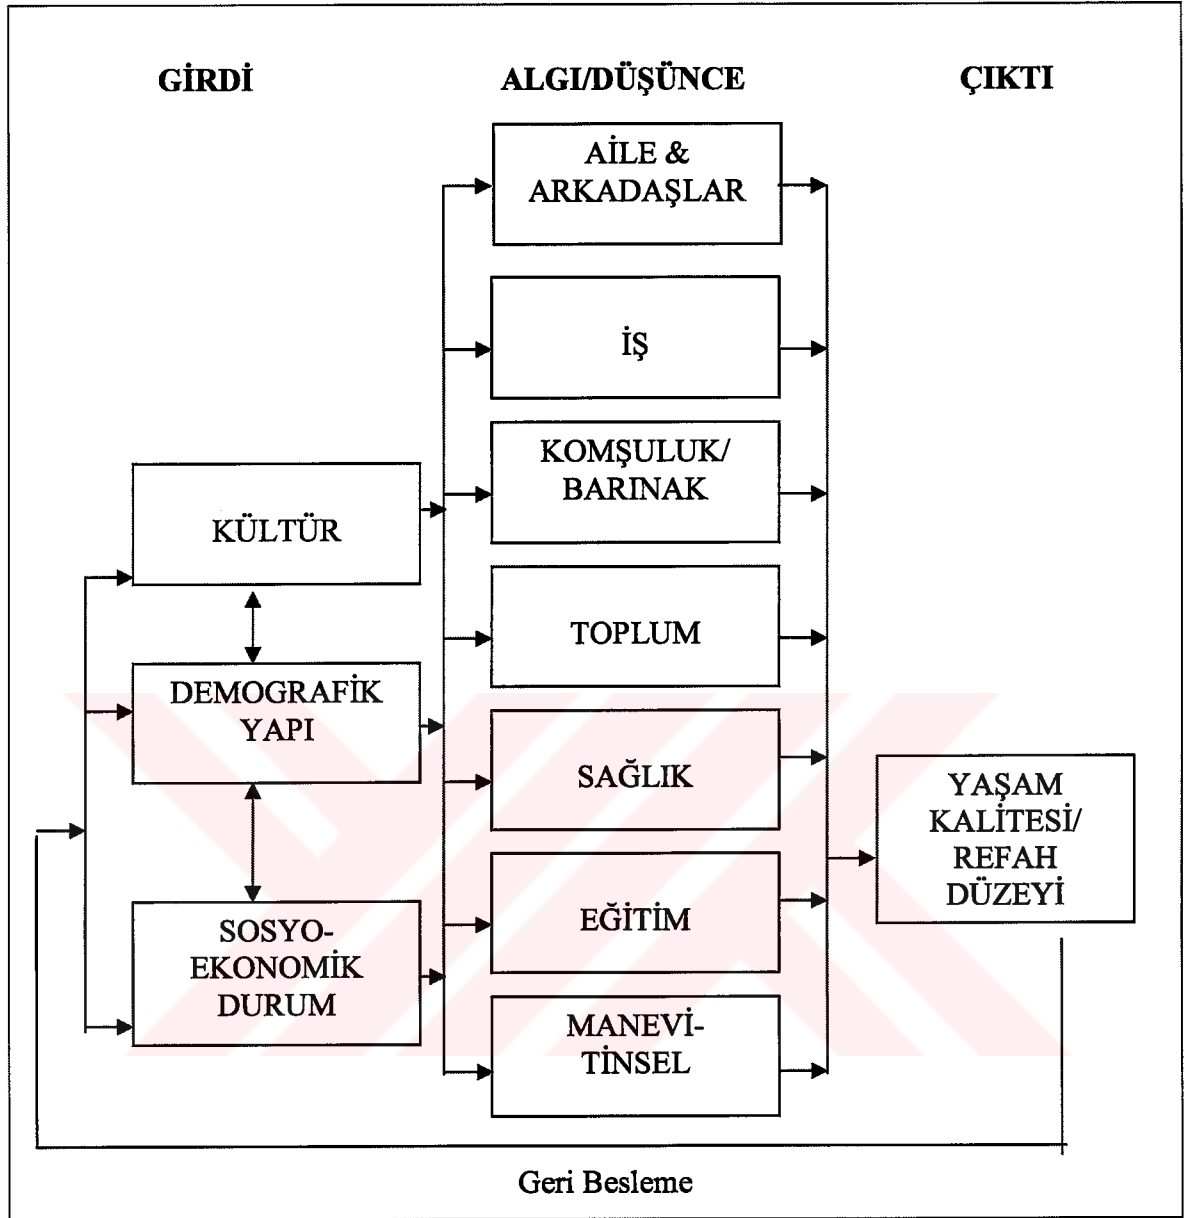 GİRDİ
ALGI/DÜŞÜNCE
ÇIKTI
AİLE &
ARKADAŞLAR
İŞ
KOMŞULUK/
BARINAK
KÜLTÜR
TOPLUM
DEMOGRAFİK
YAPI
SAĞLIK
YAŞAM
KALİTESİ/
REFAH
DÜZEYİ
SOSYO-
EKONOMİK
DURUM
EĞİTİM
MANEVİ-
TİNSEL
Geri Besleme